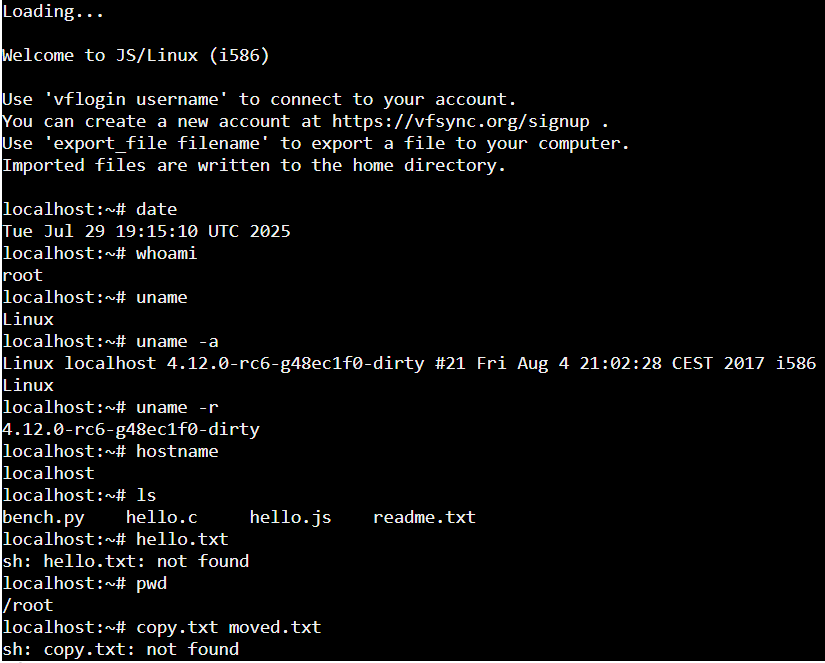 Loading...
Welcome to JS/Linux (i586)
Use 'vflogin username' to connect to your account.
You can create a new account at https://vfsync.org/signup .
Use 'export_file filename' to export a file to your computer.
Imported files are written to the home directory.
localhost:~# date
Tue Jul 29 19:15:10 UTC 2025
localhost:~# whoami
root
localhost:~# uname
Linux
localhost:~# uname -a
Linux localhost 4.12.0-rc6-g48ec1f0-dirty #21 Fri Aug 4 21:02:28 CEST 2017 i586
Linux
localhost:~# uname -r
4.12.0-rc6-g48ec1f0-dirty
localhost:~# hostname
localhost
localhost:~# ls
bench.py    hello.c     hello.js    readme.txt
localhost:~# hello.txt
sh: hello.txt: not found
localhost:~# pwd
/root
localhost:~# copy.txt moved.txt
sh: copy.txt: not found